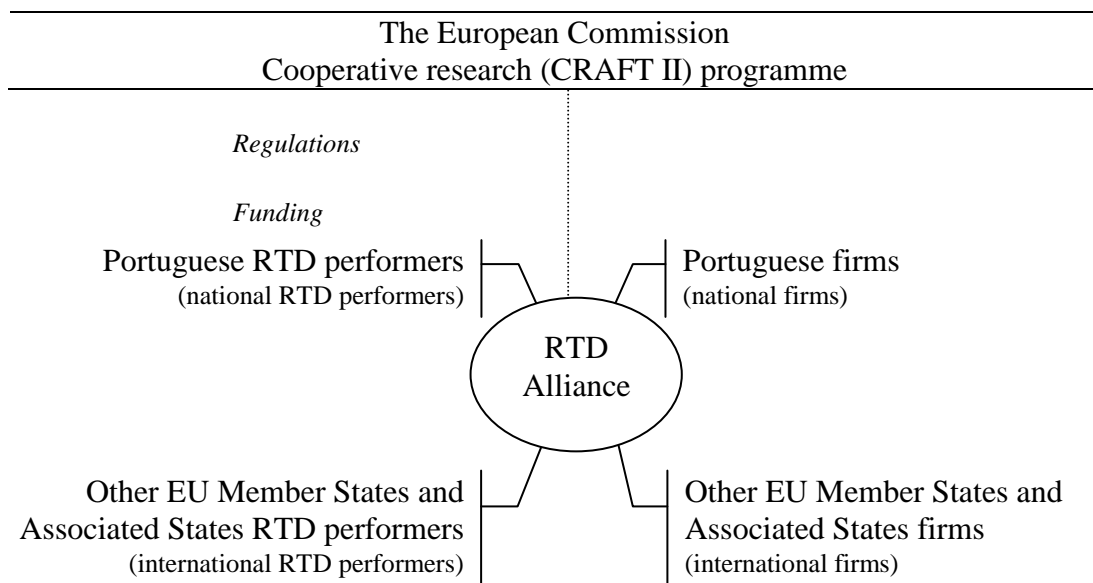 The European Commission
Cooperative research (CRAFT II) programme
Regulations
Funding
Portuguese RTD performers
(national RTD performers)
Portuguese firms
(national firms)
RTD
Alliance
Other EU Member States and
Associated States RTD performers
(international RTD performers)
Other EU Member States and
Associated States firms
(international firms)